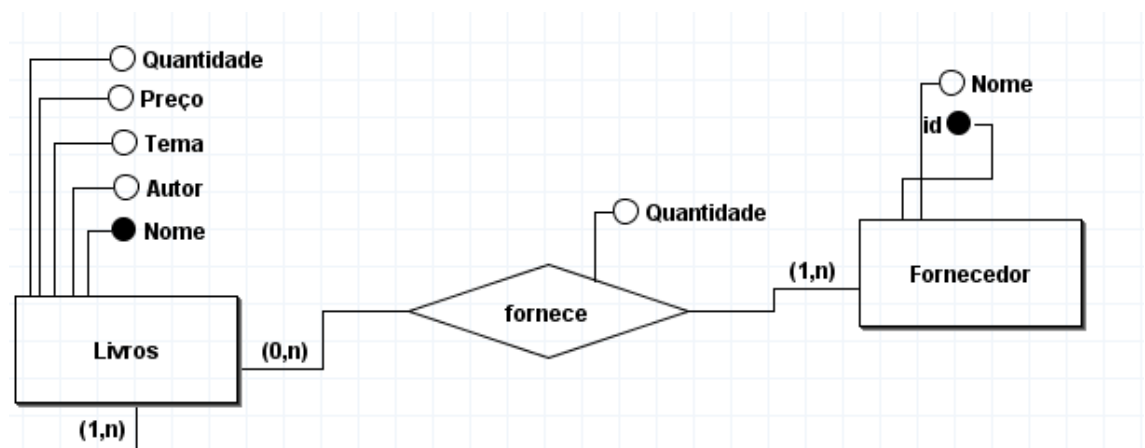 Quantidade
Preço
Tema
Autor
Nome
Livros
(1,n)
(0,n)
fornece
Quantidade
(1,n)
Nome
id
Fornecedor